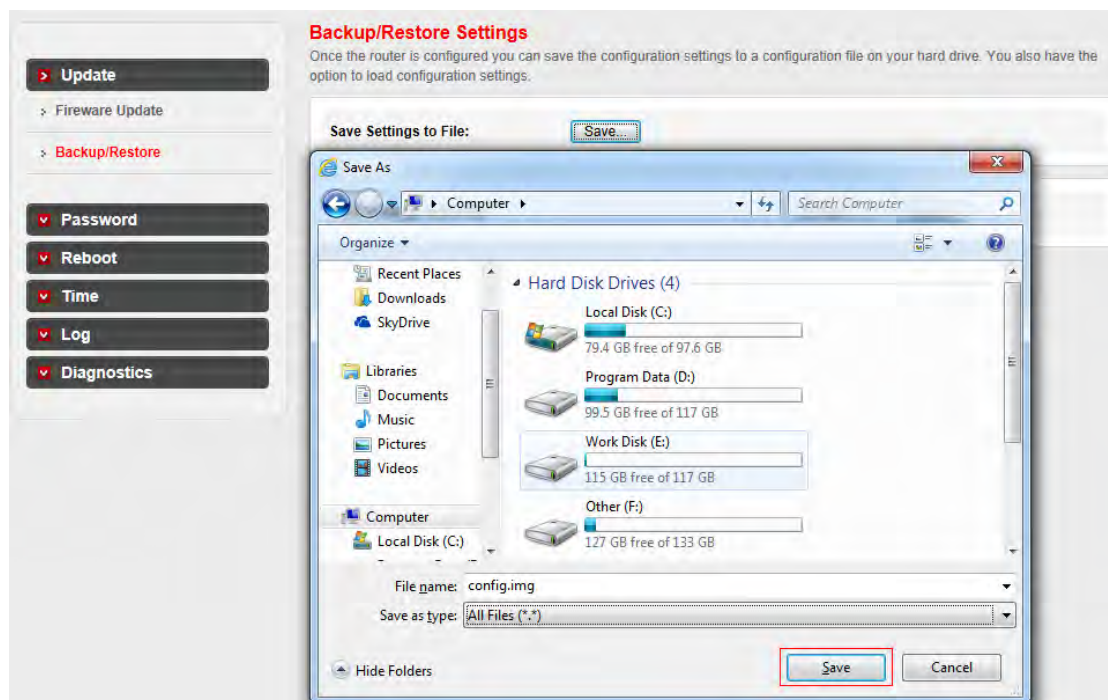 Backup/Restore Settings
Once the router is configured you can save the configuration settings to a configuration file on your hard drive. You also have the
option to load configuration settings.
Update
Fireware Update
Backup/Restore
Password
Reboot
Time
Log
Diagnostics
Save Settings to File:
Save...
Save As
Computer
Search Computer
Organize
Recent Places
Downloads
SkyDrive
Libraries
Documents
Music
Pictures
Videos
Computer
Local Disk (C:)
Hard Disk Drives (4)
Local Disk (C:)
79.4 GB free of 97.6 GB
Program Data (D:)
99.5 GB free of 117 GB
Work Disk (E:)
115 GB free of 117 GB
Other (F:)
127 GB free of 133 GB
File name: config.img
Save as type: All Files (*.*)
Hide Folders
Save
Cancel